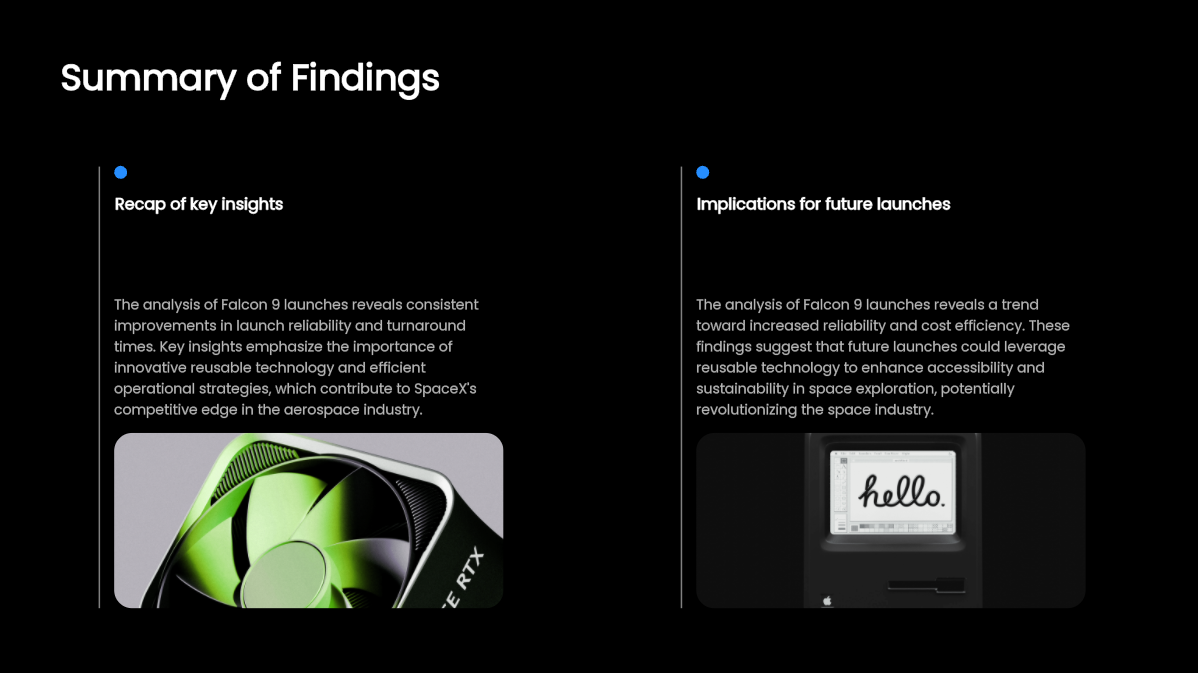 Summary of Findings
Recap of key insights
The analysis of Falcon 9 launches reveals consistent
improvements in launch reliability and turnaround
times. Key insights emphasize the importance of
innovative reusable technology and efficient
operational strategies, which contribute to SpaceX's
competitive edge in the aerospace industry.
RTX
Implications for future launches
The analysis of Falcon 9 launches reveals a trend
toward increased reliability and cost efficiency. These
findings suggest that future launches could leverage
reusable technology to enhance accessibility and
sustainability in space exploration, potentially
revolutionizing the space industry.
hello.